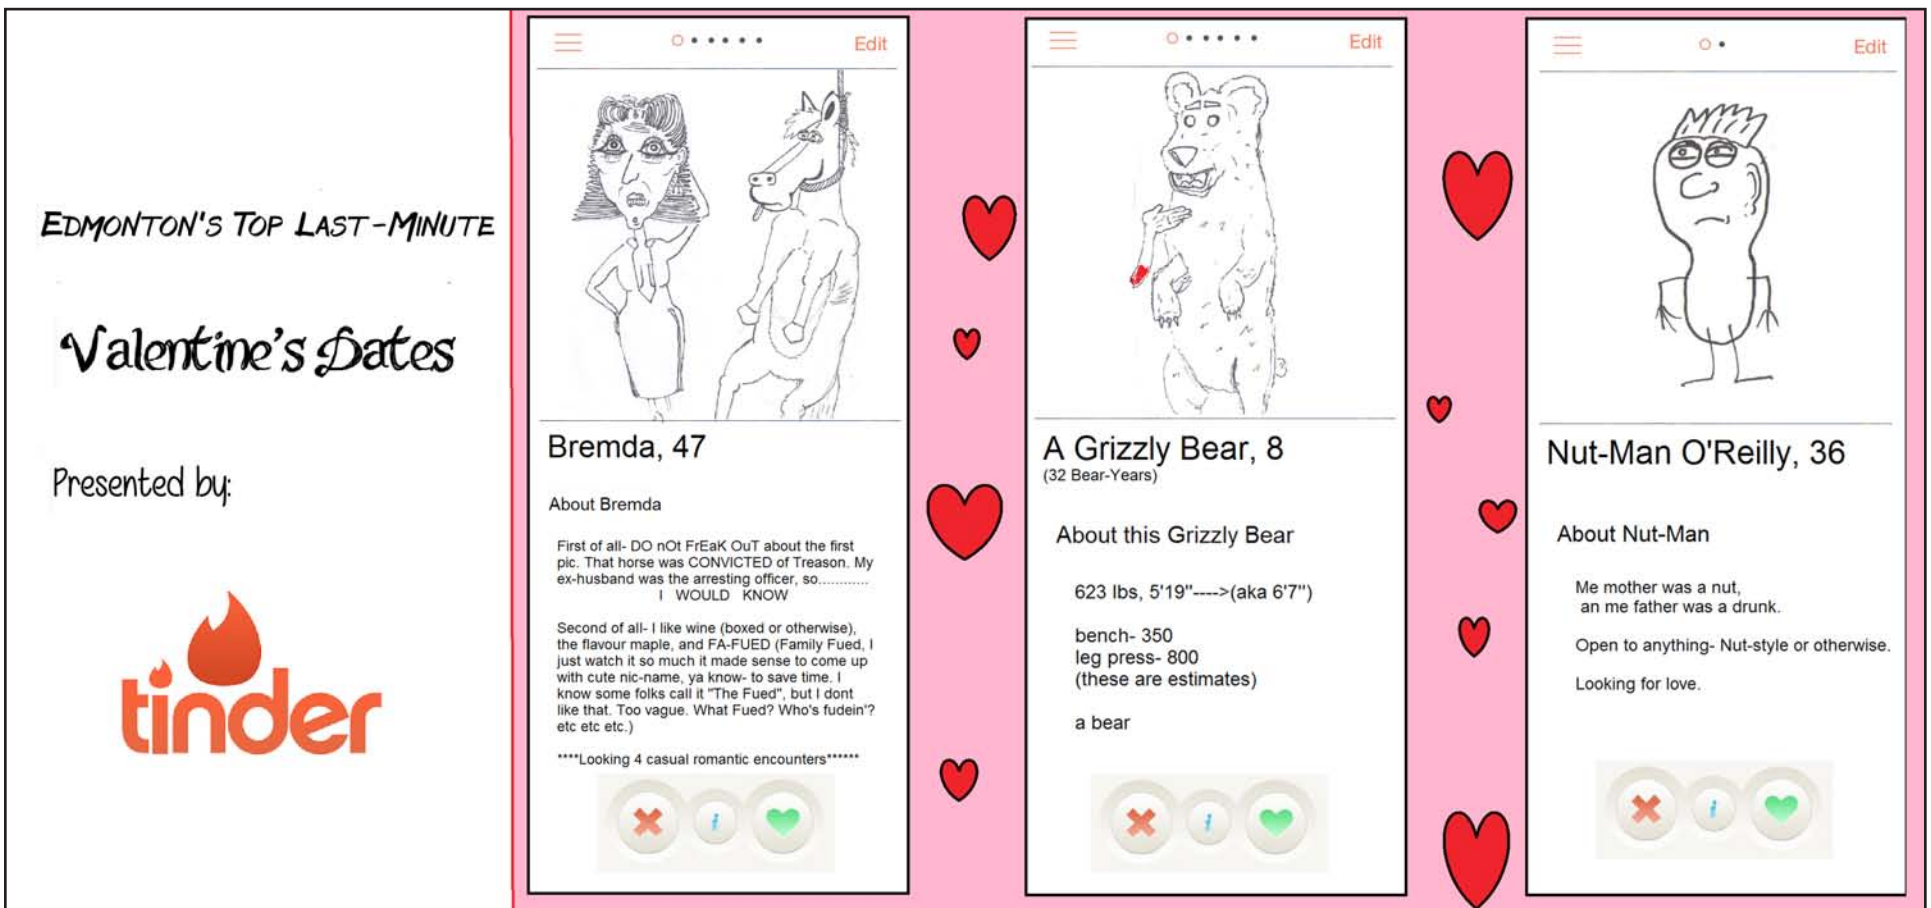 EDMONTON'S TOP LAST-MINUTE
Valentine's Dates
Presented by:
tinder
Edit
Bremda, 47
About Bremda
First of all- DO nOt FrEaK OuT about the first
pic. That horse was CONVICTED of Treason. My
ex-husband was the arresting officer, so............
I WOULD KNOW
Second of all- I like wine (boxed or otherwise),
the flavour maple, and FA-FUED (Family Fued, I
just watch it so much it made sense to come up
with cute nic-name, ya know- to save time. I
know some folks call it "The Fued", but I dont
like that. Too vague. What Fued? Who's fudein'?
etc etc etc.)
****Looking 4 casual romantic encounters******
i
Edit
A Grizzly Bear, 8
(32 Bear-Years)
About this Grizzly Bear
623 lbs, 5'19"---->(aka 6'7")
bench- 350
leg press- 800
(these are estimates)
a bear
i
Edit
Nut-Man O'Reilly, 36
About Nut-Man
Me mother was a nut,
an me father was a drunk.
Open to anything- Nut-style or otherwise.
Looking for love.
i